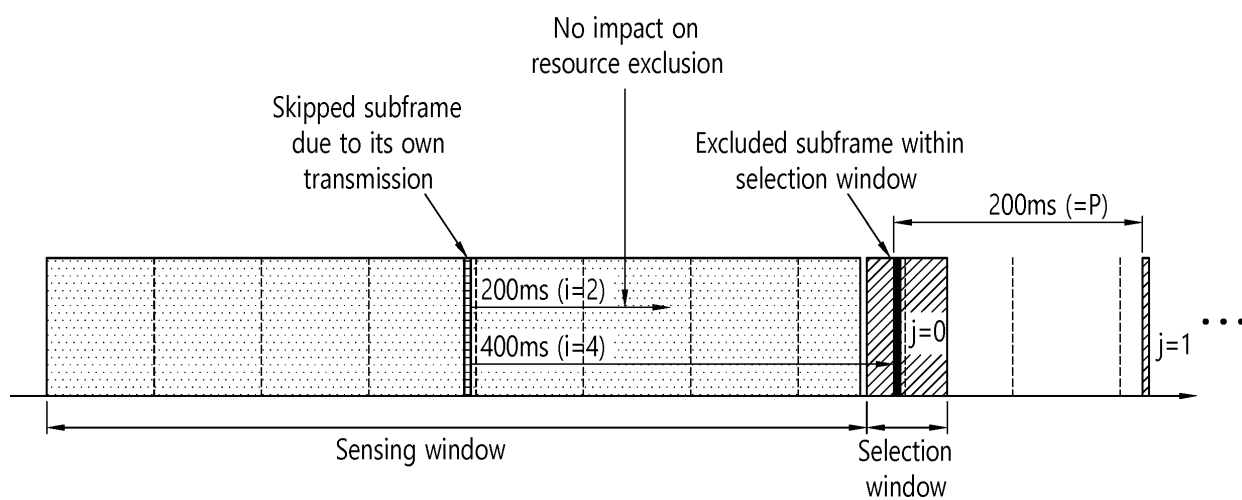 No impact on
resource exclusion
Skipped subframe
due to its own
transmission
Excluded subframe within
selection window
200ms (=P)
200ms (i=2)
400ms (i=4)
j=0
j=1
Sensing window
Selection
window